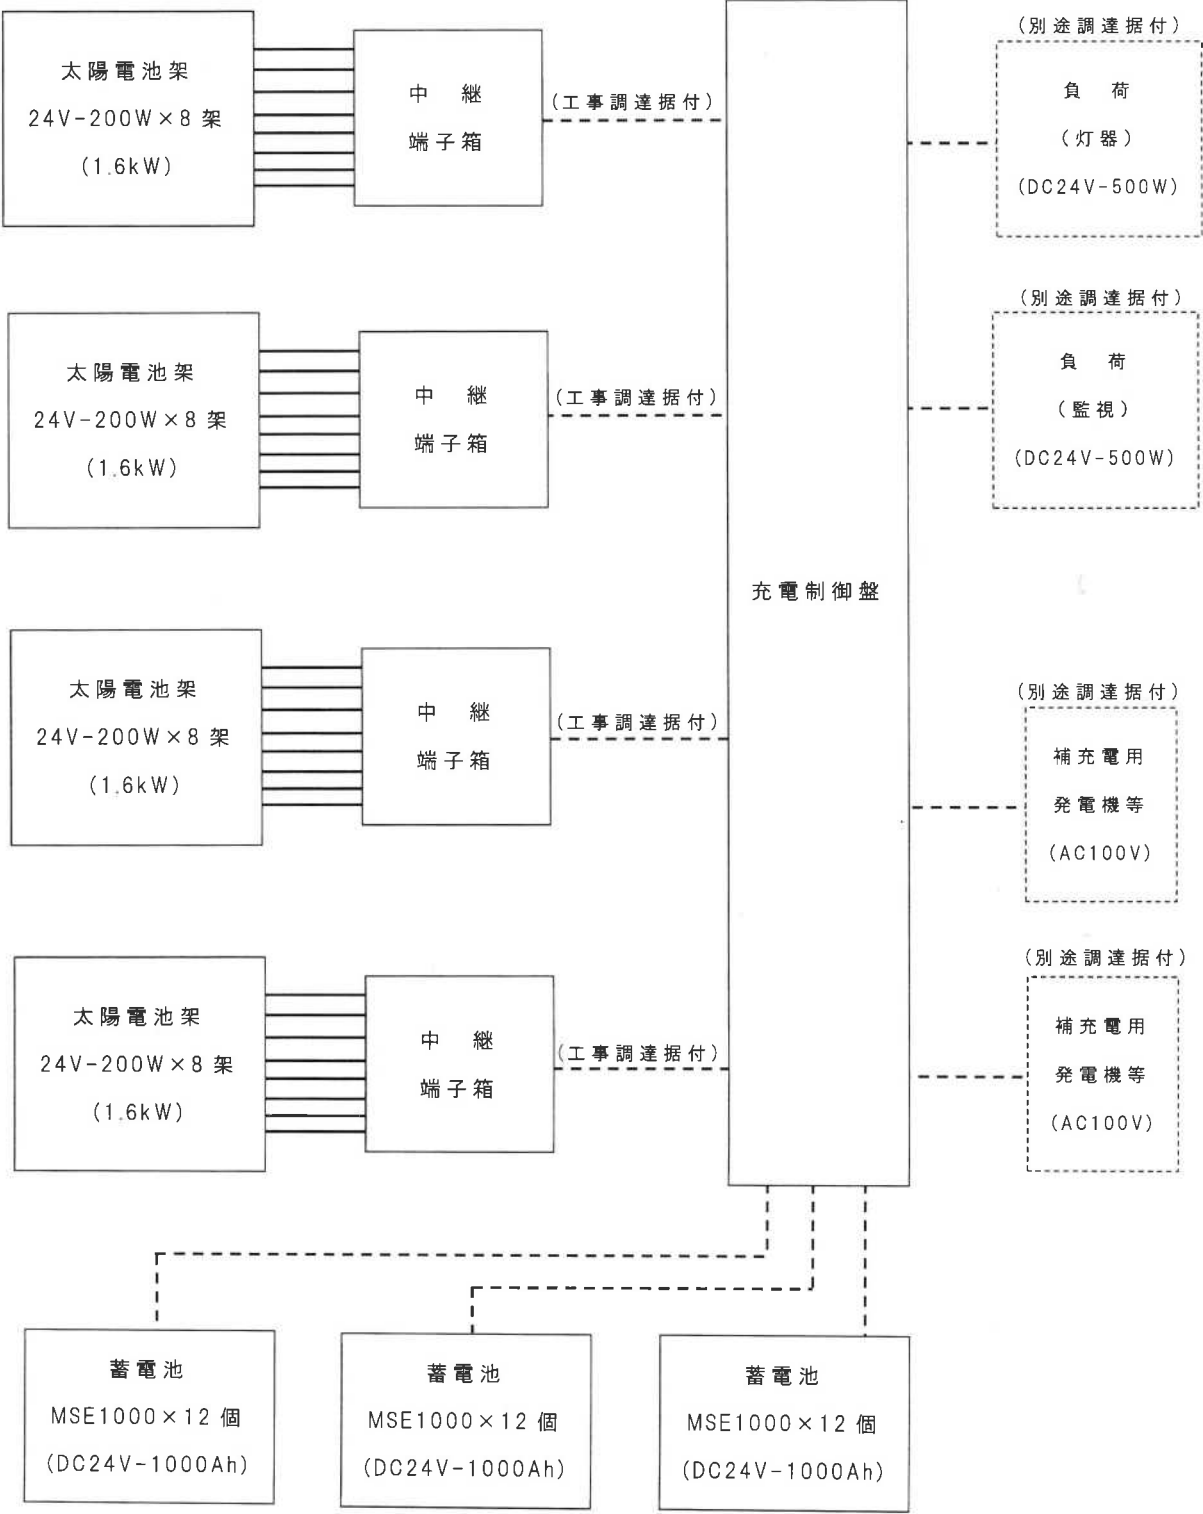 太陽電池架
24V-200W×8架
(1.6kW)
中 継
端子箱
(工事調達据付)
太陽電池架
24V-200W×8架
(1.6kW)
中 継
端子箱
(工事調達据付)
太陽電池架
24V-200W×8架
(1.6kW)
中 継
端子箱
(工事調達据付)
太陽電池架
24V-200W×8架
(1.6kW)
中 継
端子箱
(工事調達据付)
充電制御盤
(別途調達据付)
負 荷
(灯器)
(DC24V-500W)
(別途調達据付)
負 荷
(監視)
(DC24V-500W)
(別途調達据付)
補充電用
発電機等
(AC100V)
(別途調達据付)
補充電用
発電機等
(AC100V)
蓄電池
MSE1000×12個
(DC24V-1000Ah)
蓄電池
MSE1000×12個
(DC24V-1000Ah)
蓄電池
MSE1000×12個
(DC24V-1000Ah)